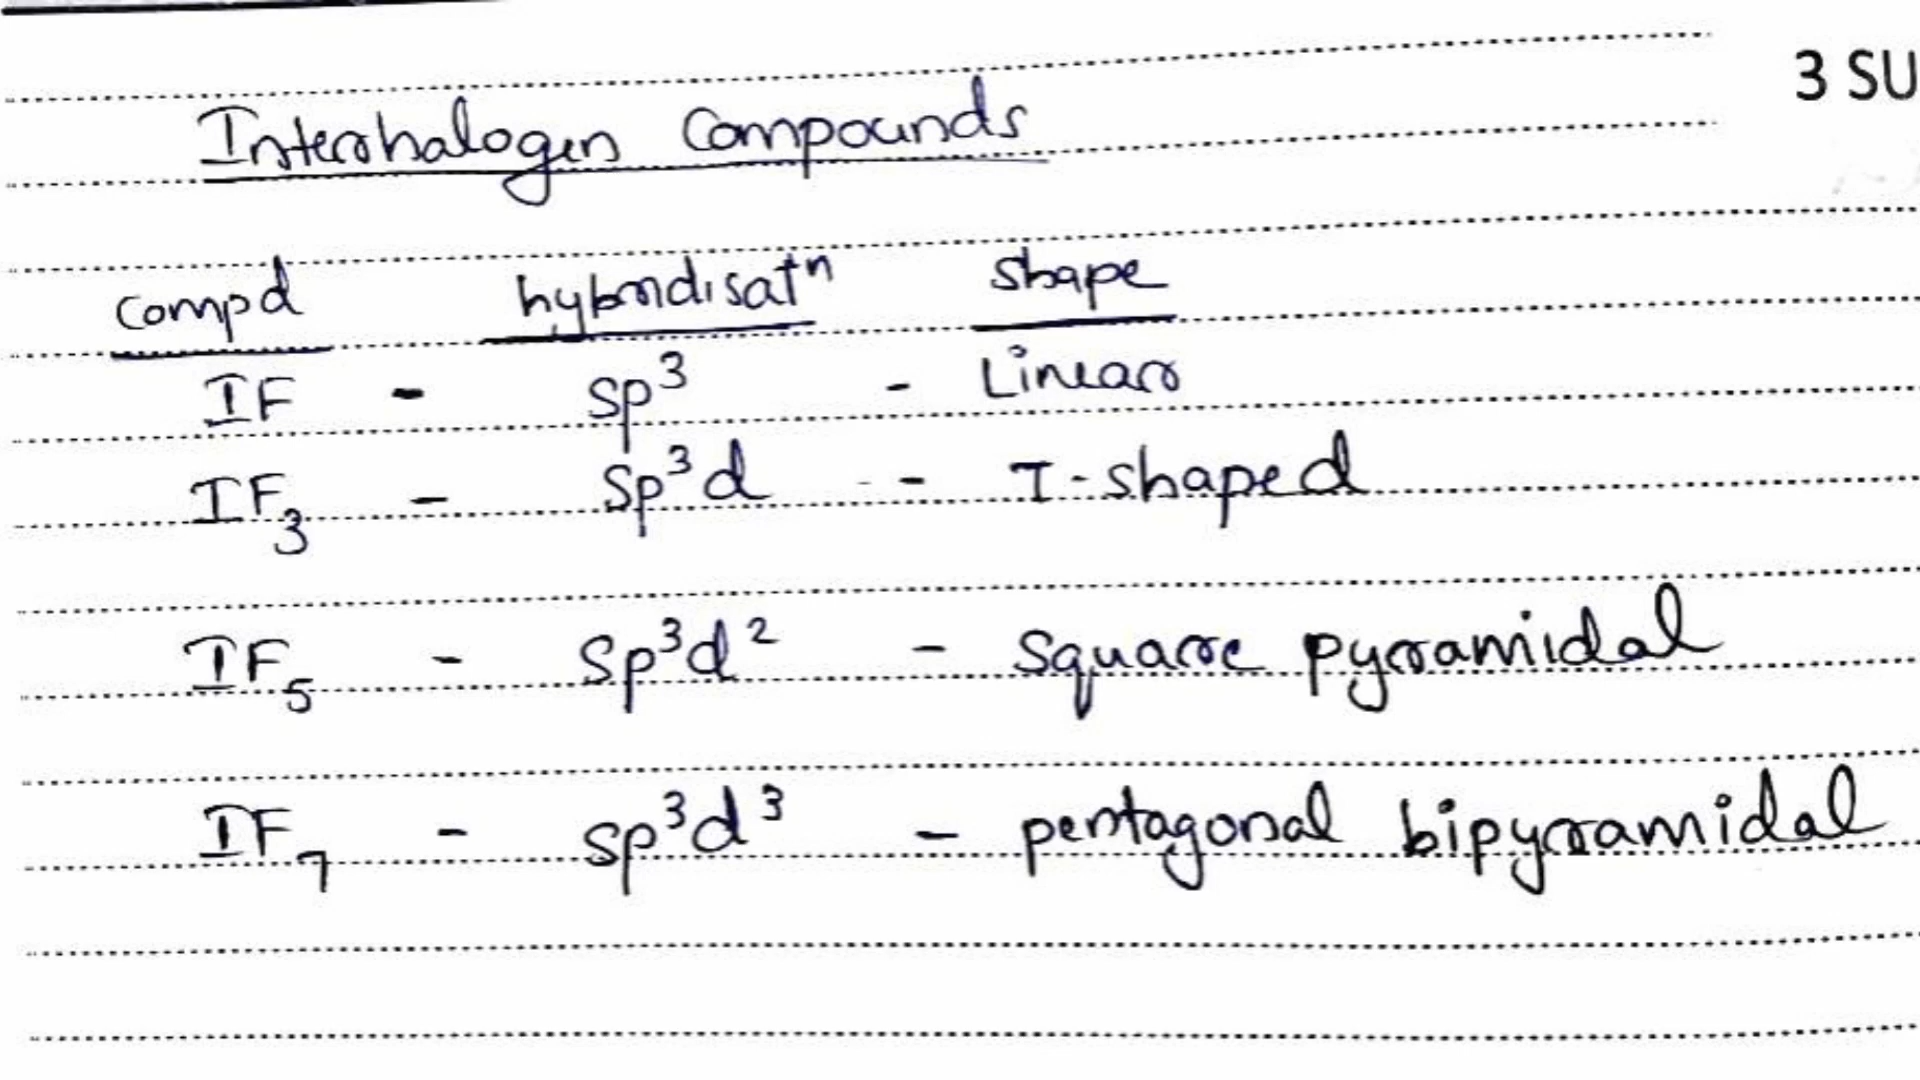 3 SU
Interhalogen Compounds
compd hybridisatⁿ shape
IF - sp³ - Linear
IF₃ - sp³d - T-shaped
IF₅ - sp³d² - square pyramidal
IF₇ - sp³d³ - pentagonal bipyramidal